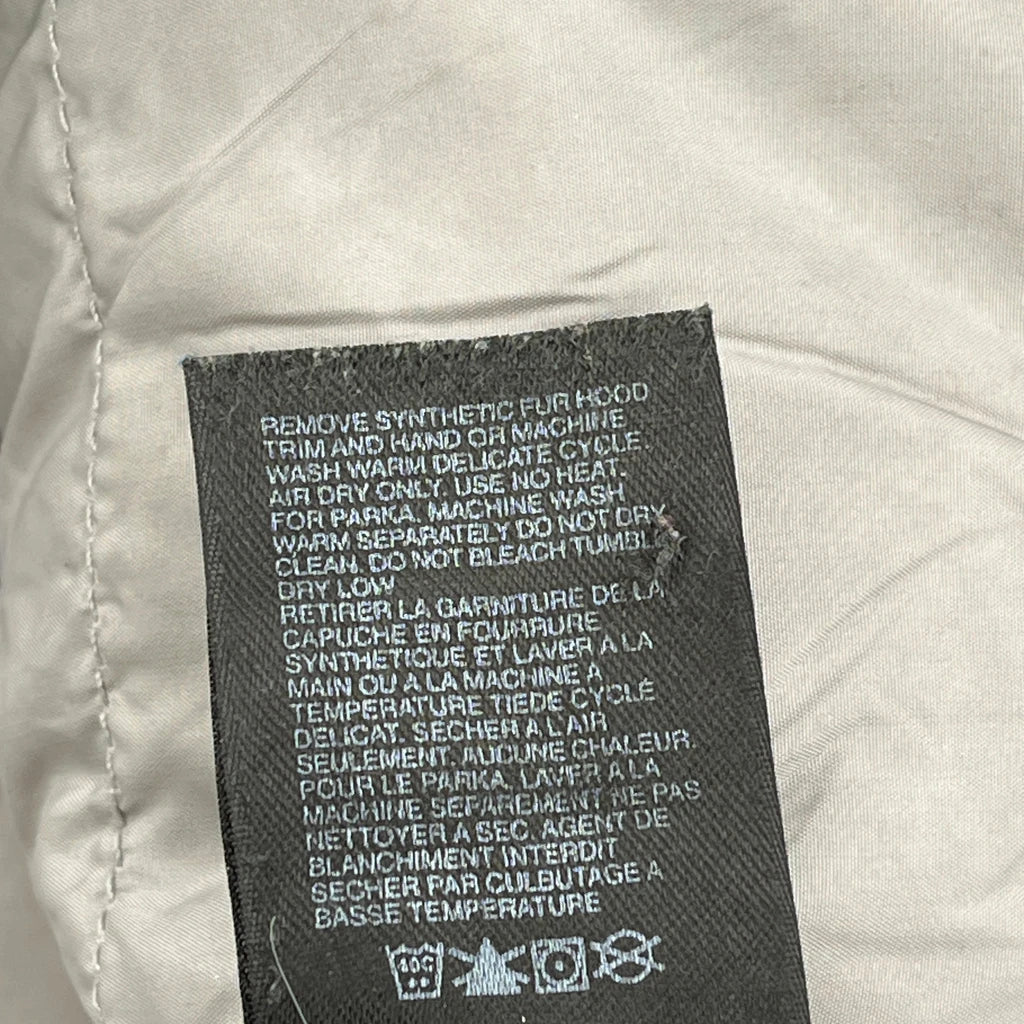 REMOVE SYNTHETIC FUR HOOD
TRIM AND HAND OR MACHINE
WASH WARM DELICATE CYCLE.
AIR DRY ONLY. USE NO HEAT.
FOR PARKA. MACHINE WASH
WARM SEPARATELY DO NOT DRY
CLEAN. DO NOT BLEACH TUMBLE
DRY LOW
RETIRER LA GARNITURE DE LA
CAPUCHE EN FOURRURE
SYNTHETIQUE ET LAVER A LA
MAIN OU A LA MACHINE A
TEMPERATURE TIEDE CYCLÉ
DELICAT. SECHER A L AIR
SEULEMENT. AUCUNE CHALEUR.
POUR LE PARKA. LAVER A LA
MACHINE SEPAREMENT NE PAS
NETTOYER A SEC. AGENT DE
BLANCHIMENT INTERDIT
SECHER PAR CULBUTAGE A
BASSE TEMPERATURE
40C